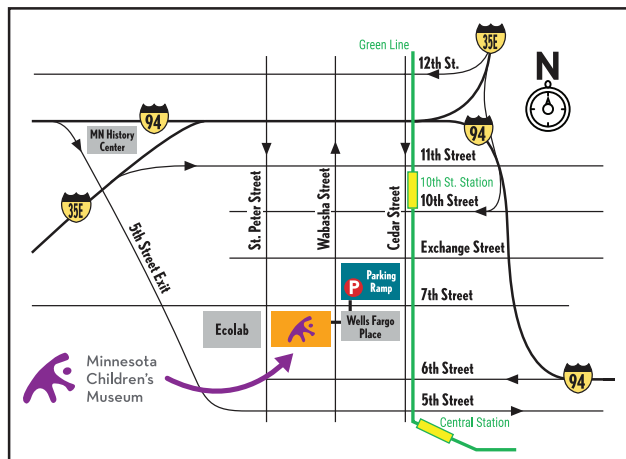 Green Line
35E
12th St.
N
94
MN History
Center
94
11th Street
10th St. Station
10th Street
35E
St. Peter Street
Wabasha Street
Cedar Street
5th Street Exit
Exchange Street
P
Parking
Ramp
7th Street
Ecolab
Wells Fargo
Place
Minnesota
Children's
Museum
6th Street
94
5th Street
Central Station